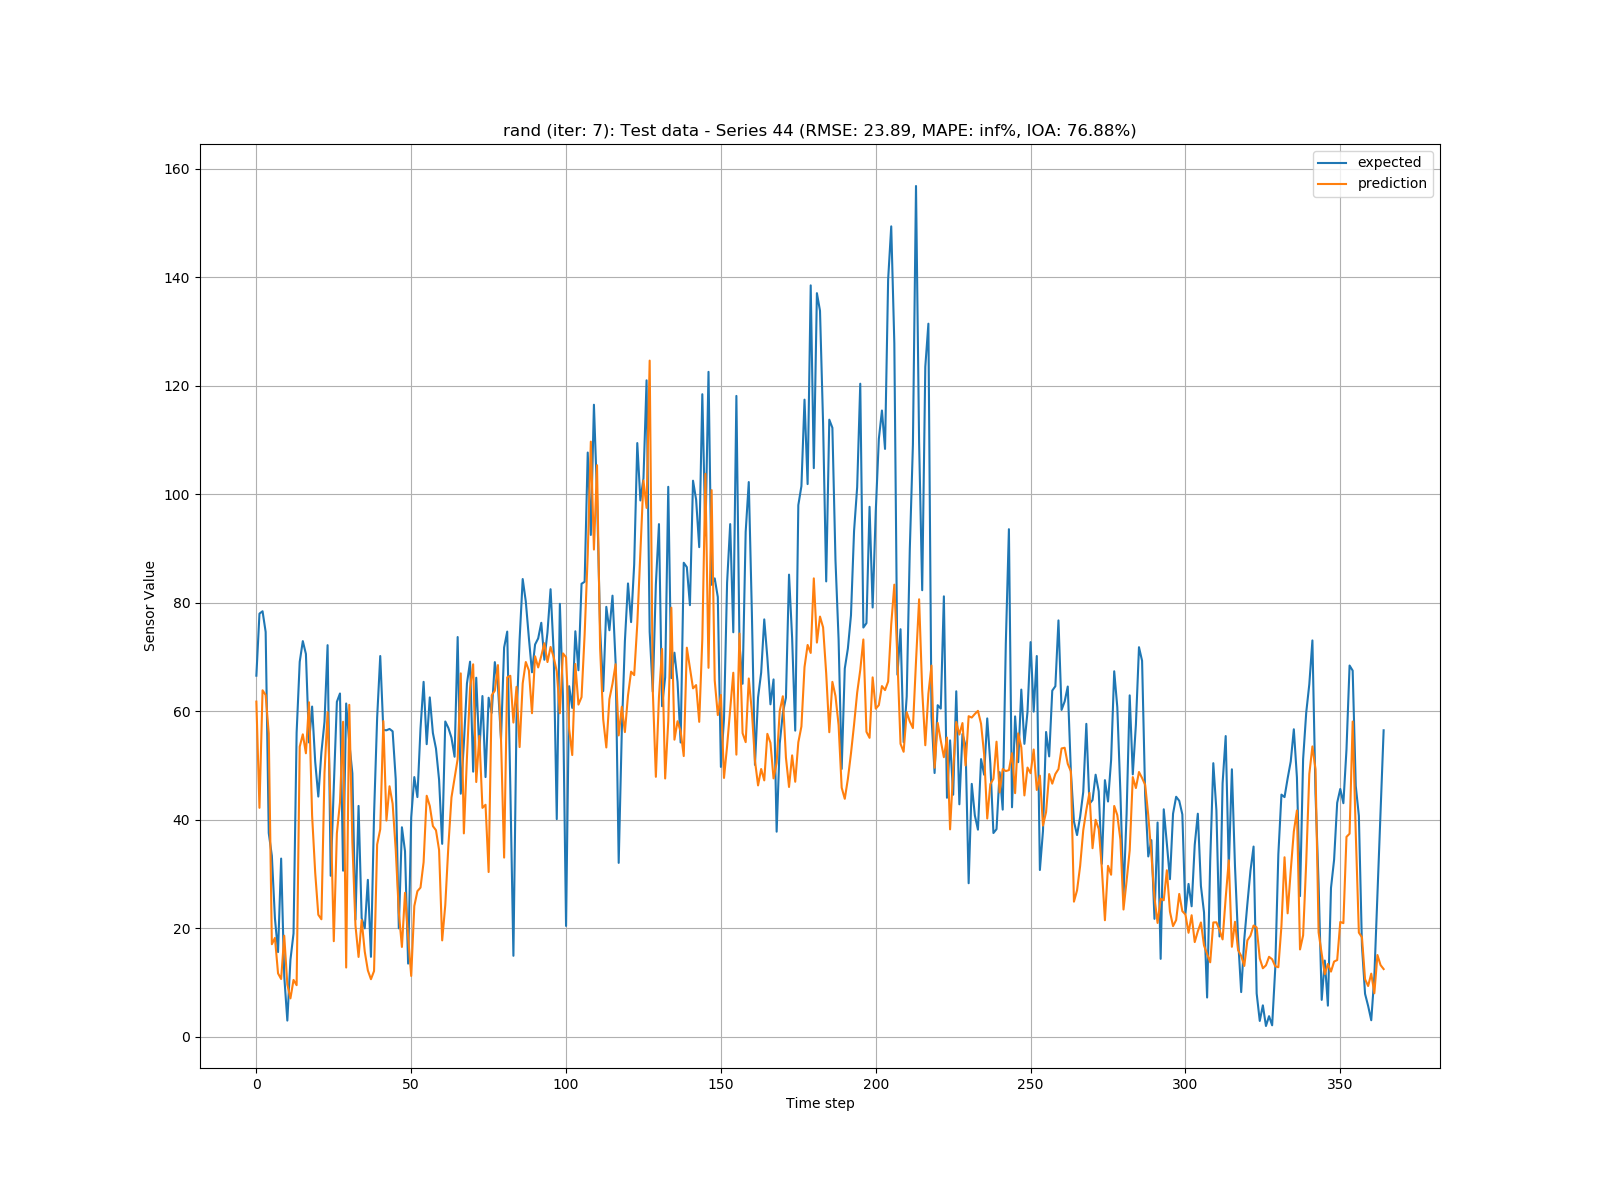 rand (iter: 7): Test data - Series 44 (RMSE: 23.89, MAPE: inf%, IOA: 76.88%)
expected
prediction
160
140
120
100
80
60
40
20
0
Sensor Value
0 50 100 150 200 250 300 350
Time step